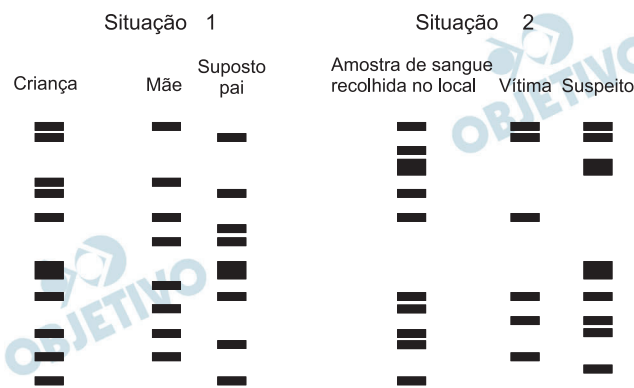 Situação 1
Situação 2
Criança
Mãe
Suposto
pai
Amostra de sangue
recolhida no local
Vítima
Suspeito
OBJETIVO
OBJETIVO